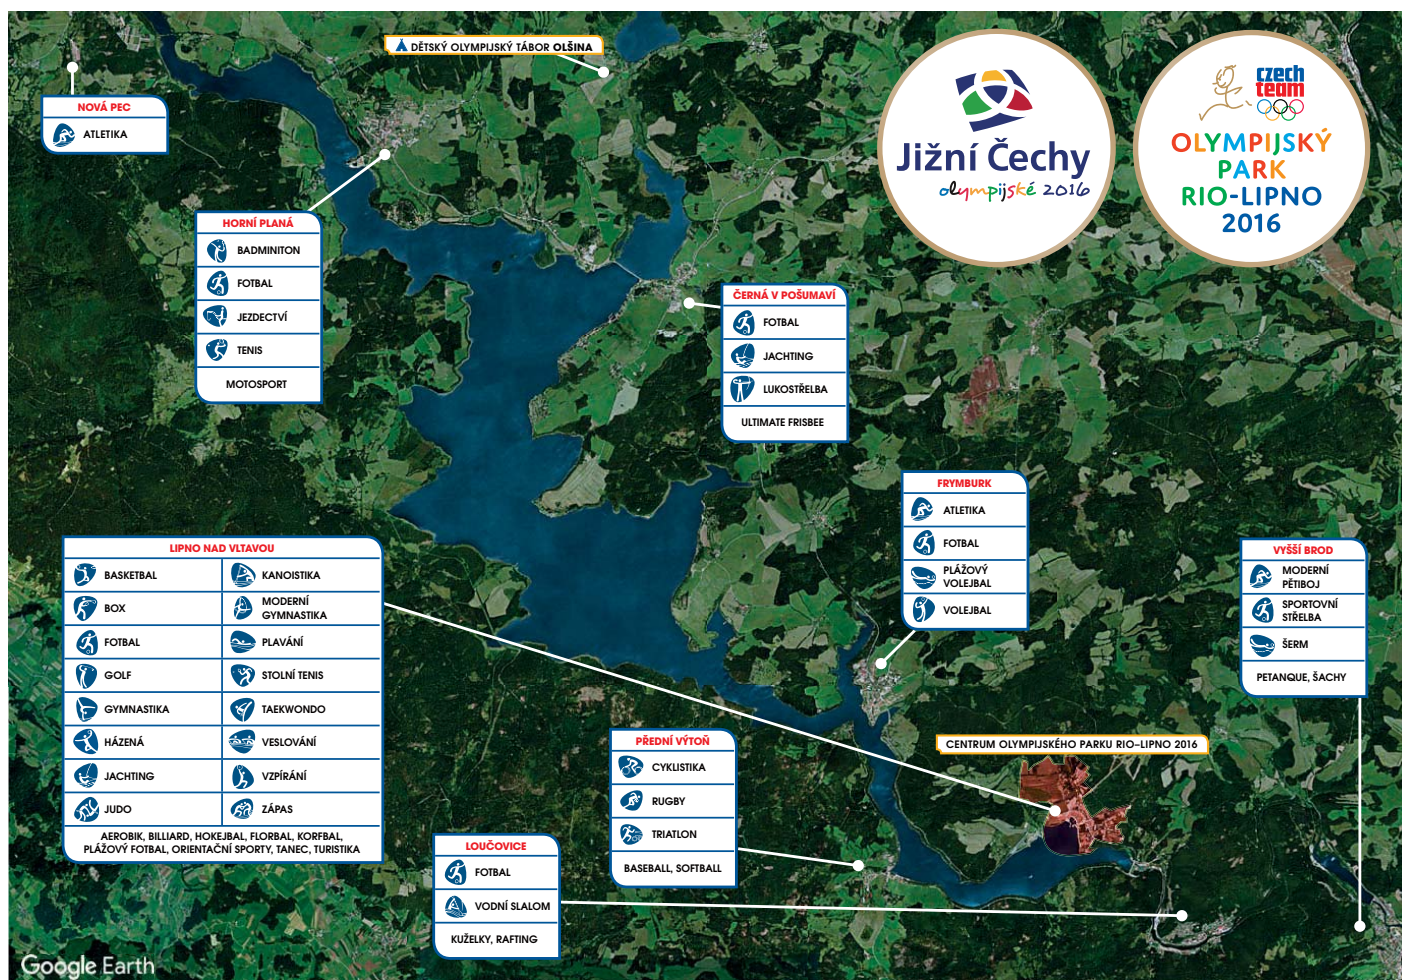 DĚTSKÝ OLYMPIJSKÝ TÁBOR OLŠINA
Jižní Čechy
olympijské 2016
czech
team
OLYMPIJSKÝ
PARK
RIO-LIPNO
2016
NOVÁ PEC
ATLETIKA
HORNÍ PLANÁ
BADMINITON
FOTBAL
JEZDECTVÍ
TENIS
MOTOSPORT
ČERNÁ V POŠUMAVÍ
FOTBAL
JACHTING
LUKOSTŘELBA
ULTIMATE FRISBEE
FRYMBURK
ATLETIKA
FOTBAL
PLÁŽOVÝ
VOLEJBAL
VOLEJBAL
VYŠŠÍ BROD
MODERNÍ
PĚTIBOJ
SPORTOVNÍ
STŘELBA
ŠERM
PETANQUE, ŠACHY
LIPNO NAD VLTAVOU
BASKETBAL
KANOISTIKA
BOX
MODERNÍ
GYMNASTIKA
FOTBAL
PLAVÁNÍ
GOLF
STOLNÍ TENIS
GYMNASTIKA
TAEKWONDO
HÁZENÁ
VESLOVÁNÍ
JACHTING
VZPÍRÁNÍ
JUDO
ZÁPAS
AEROBIK, BILLIARD, HOKEJBAL, FLORBAL, KORFBAL,
PLÁŽOVÝ FOTBAL, ORIENTAČNÍ SPORTY, TANEC, TURISTIKA
PŘEDNÍ VÝTOŇ
CYKLISTIKA
RUGBY
TRIATLON
BASEBALL, SOFTBALL
CENTRUM OLYMPIJSKÉHO PARKU RIO–LIPNO 2016
LOUČOVICE
FOTBAL
VODNÍ SLALOM
KUŽELKY, RAFTING
Google Earth